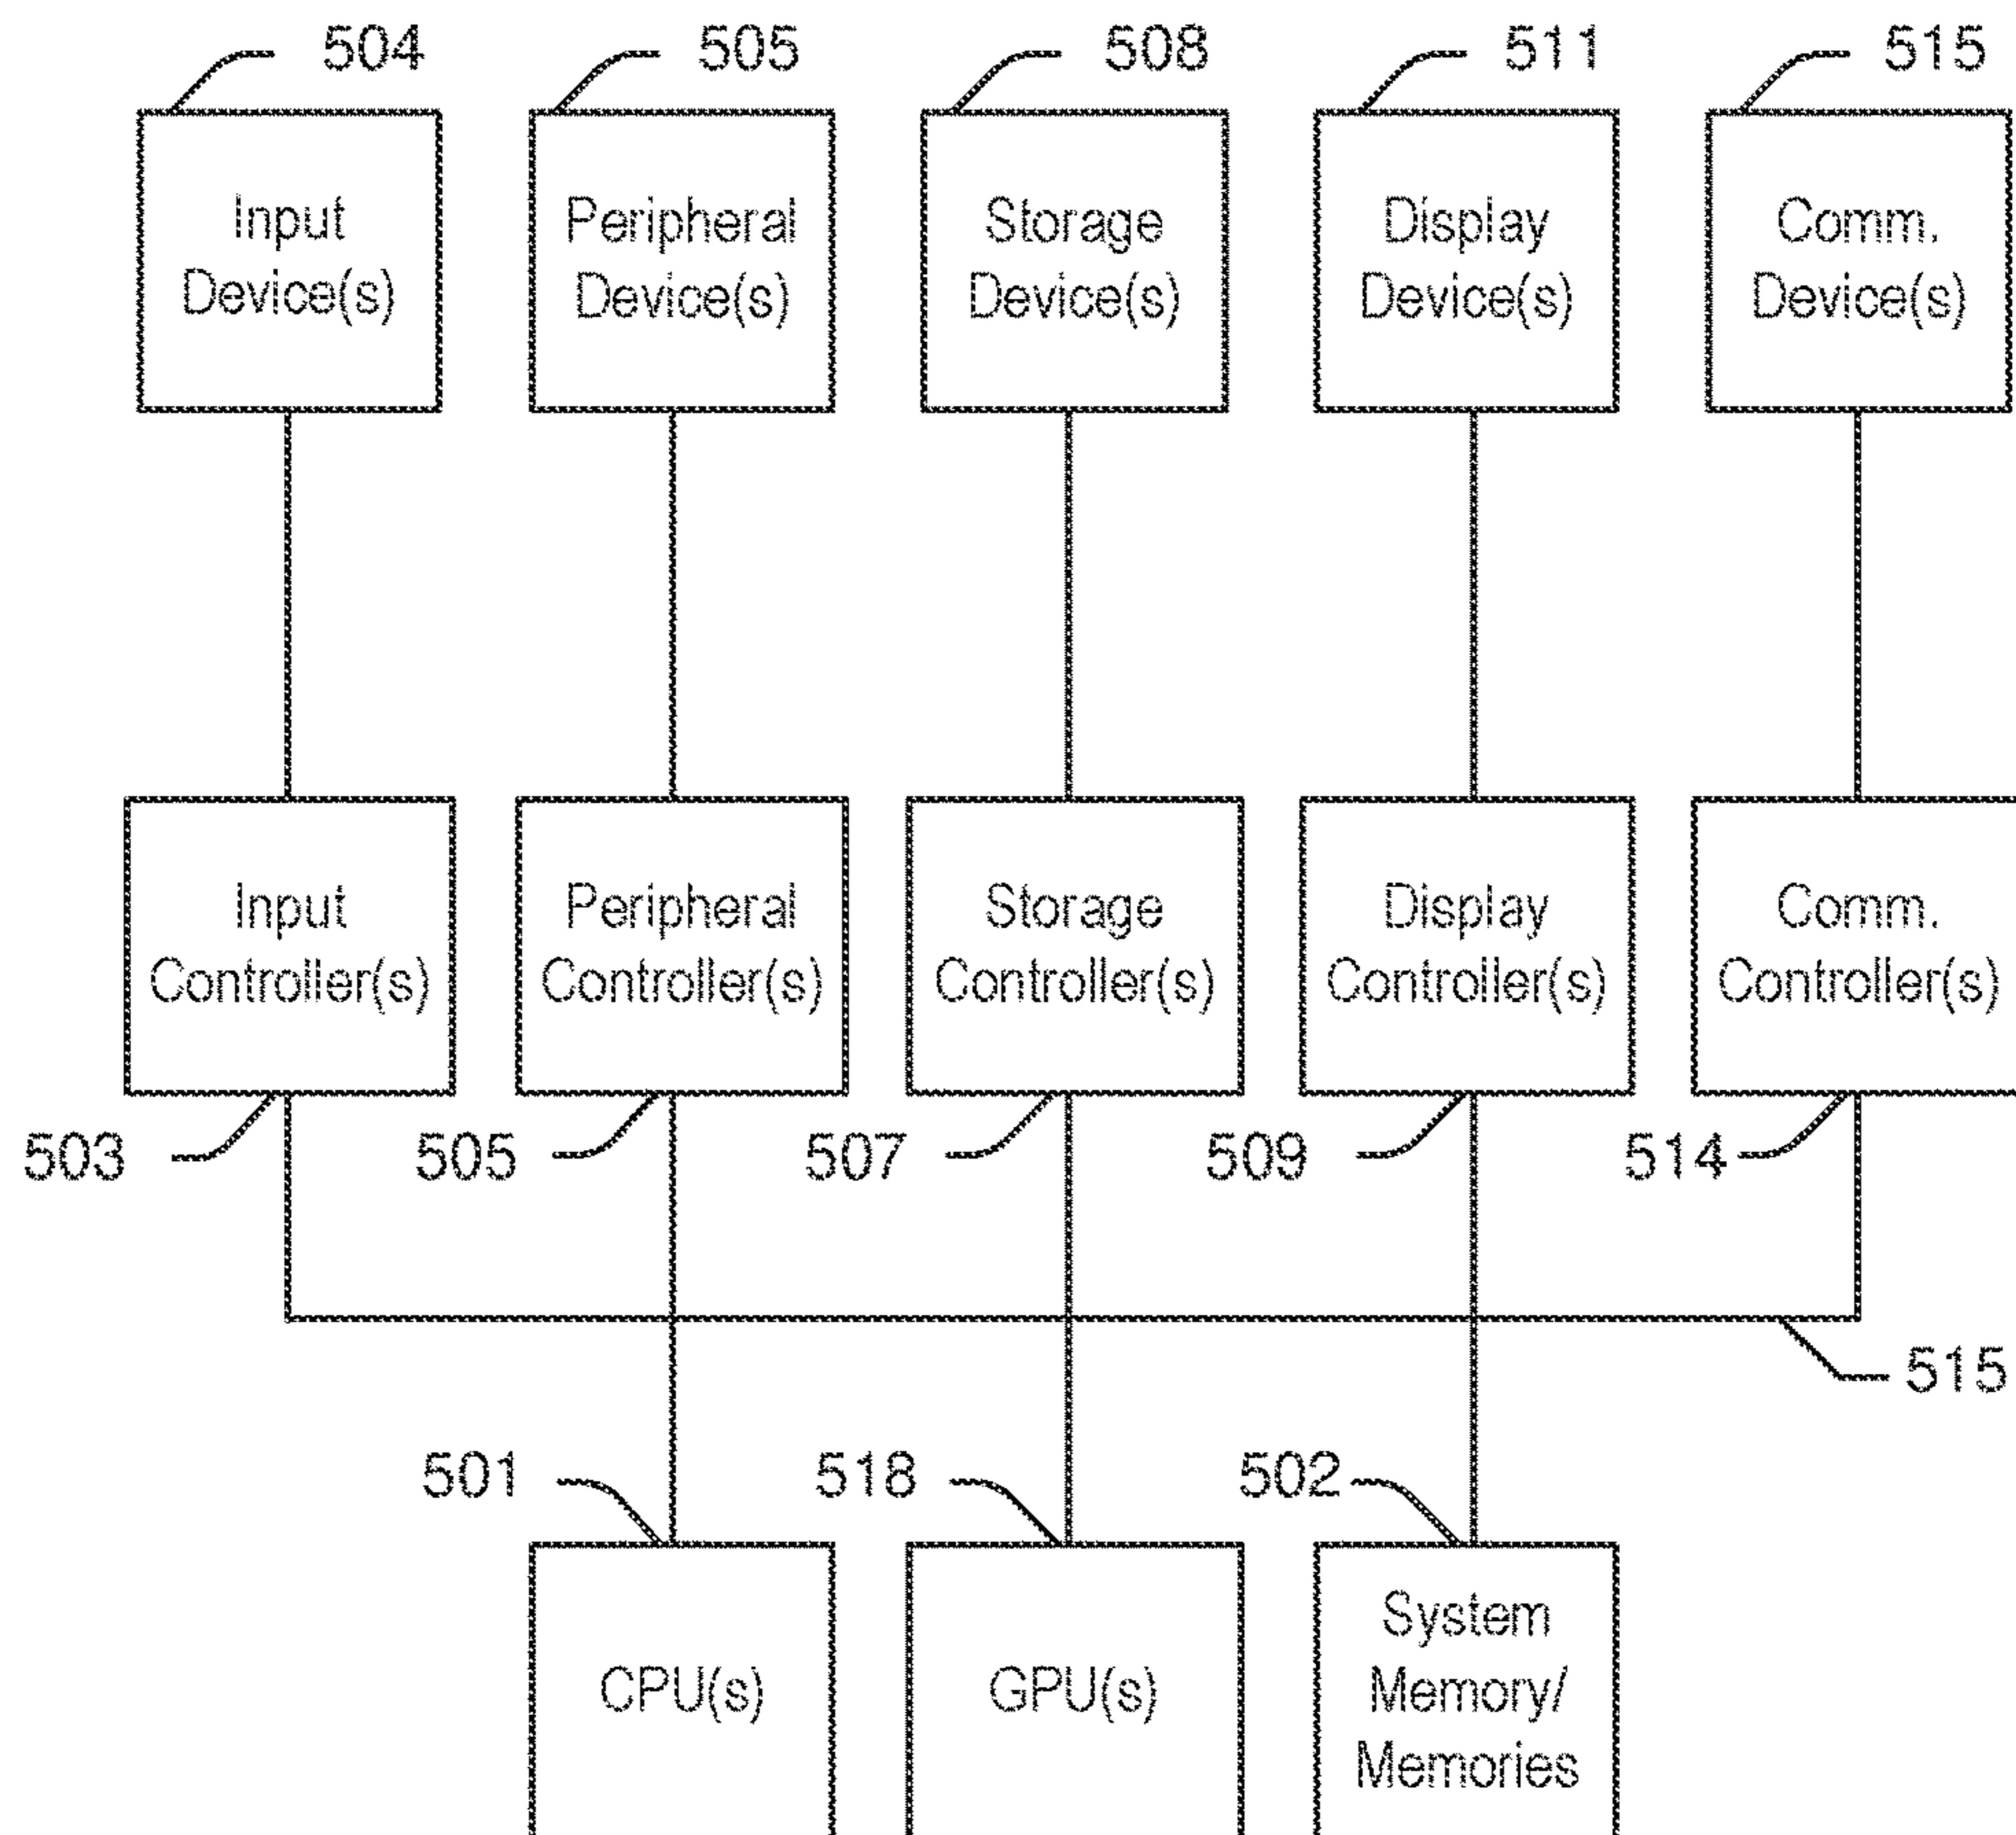 504
505
508
511
515
Input
Device(s)
Peripheral
Device(s)
Storage
Device(s)
Display
Device(s)
Comm.
Device(s)
Input
Controller(s)
Peripheral
Controller(s)
Storage
Controller(s)
Display
Controller(s)
Comm.
Controller(s)
503
505
507
509
514
515
501
518
502
CPU(s)
GPU(s)
System
Memory/
Memories